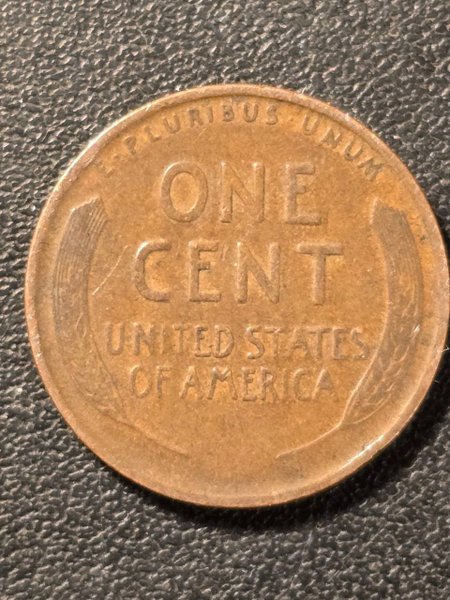 E·PLURIBUS·UNUM
ONE
CENT
UNITED STATES
OF AMERICA